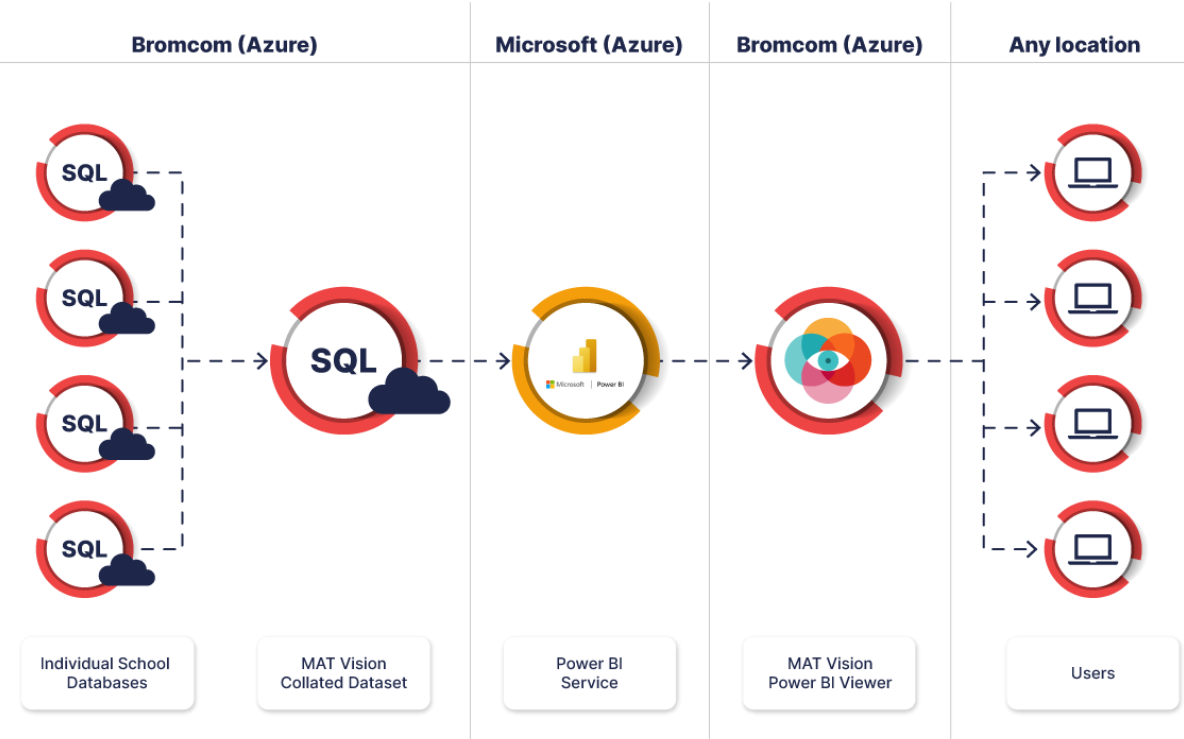 Bromcom (Azure)
Microsoft (Azure)
Bromcom (Azure)
Any location
SQL
SQL
SQL
SQL
SQL
Microsoft | Power BI
Individual School
Databases
MAT Vision
Collated Dataset
Power BI
Service
MAT Vision
Power BI Viewer
Users